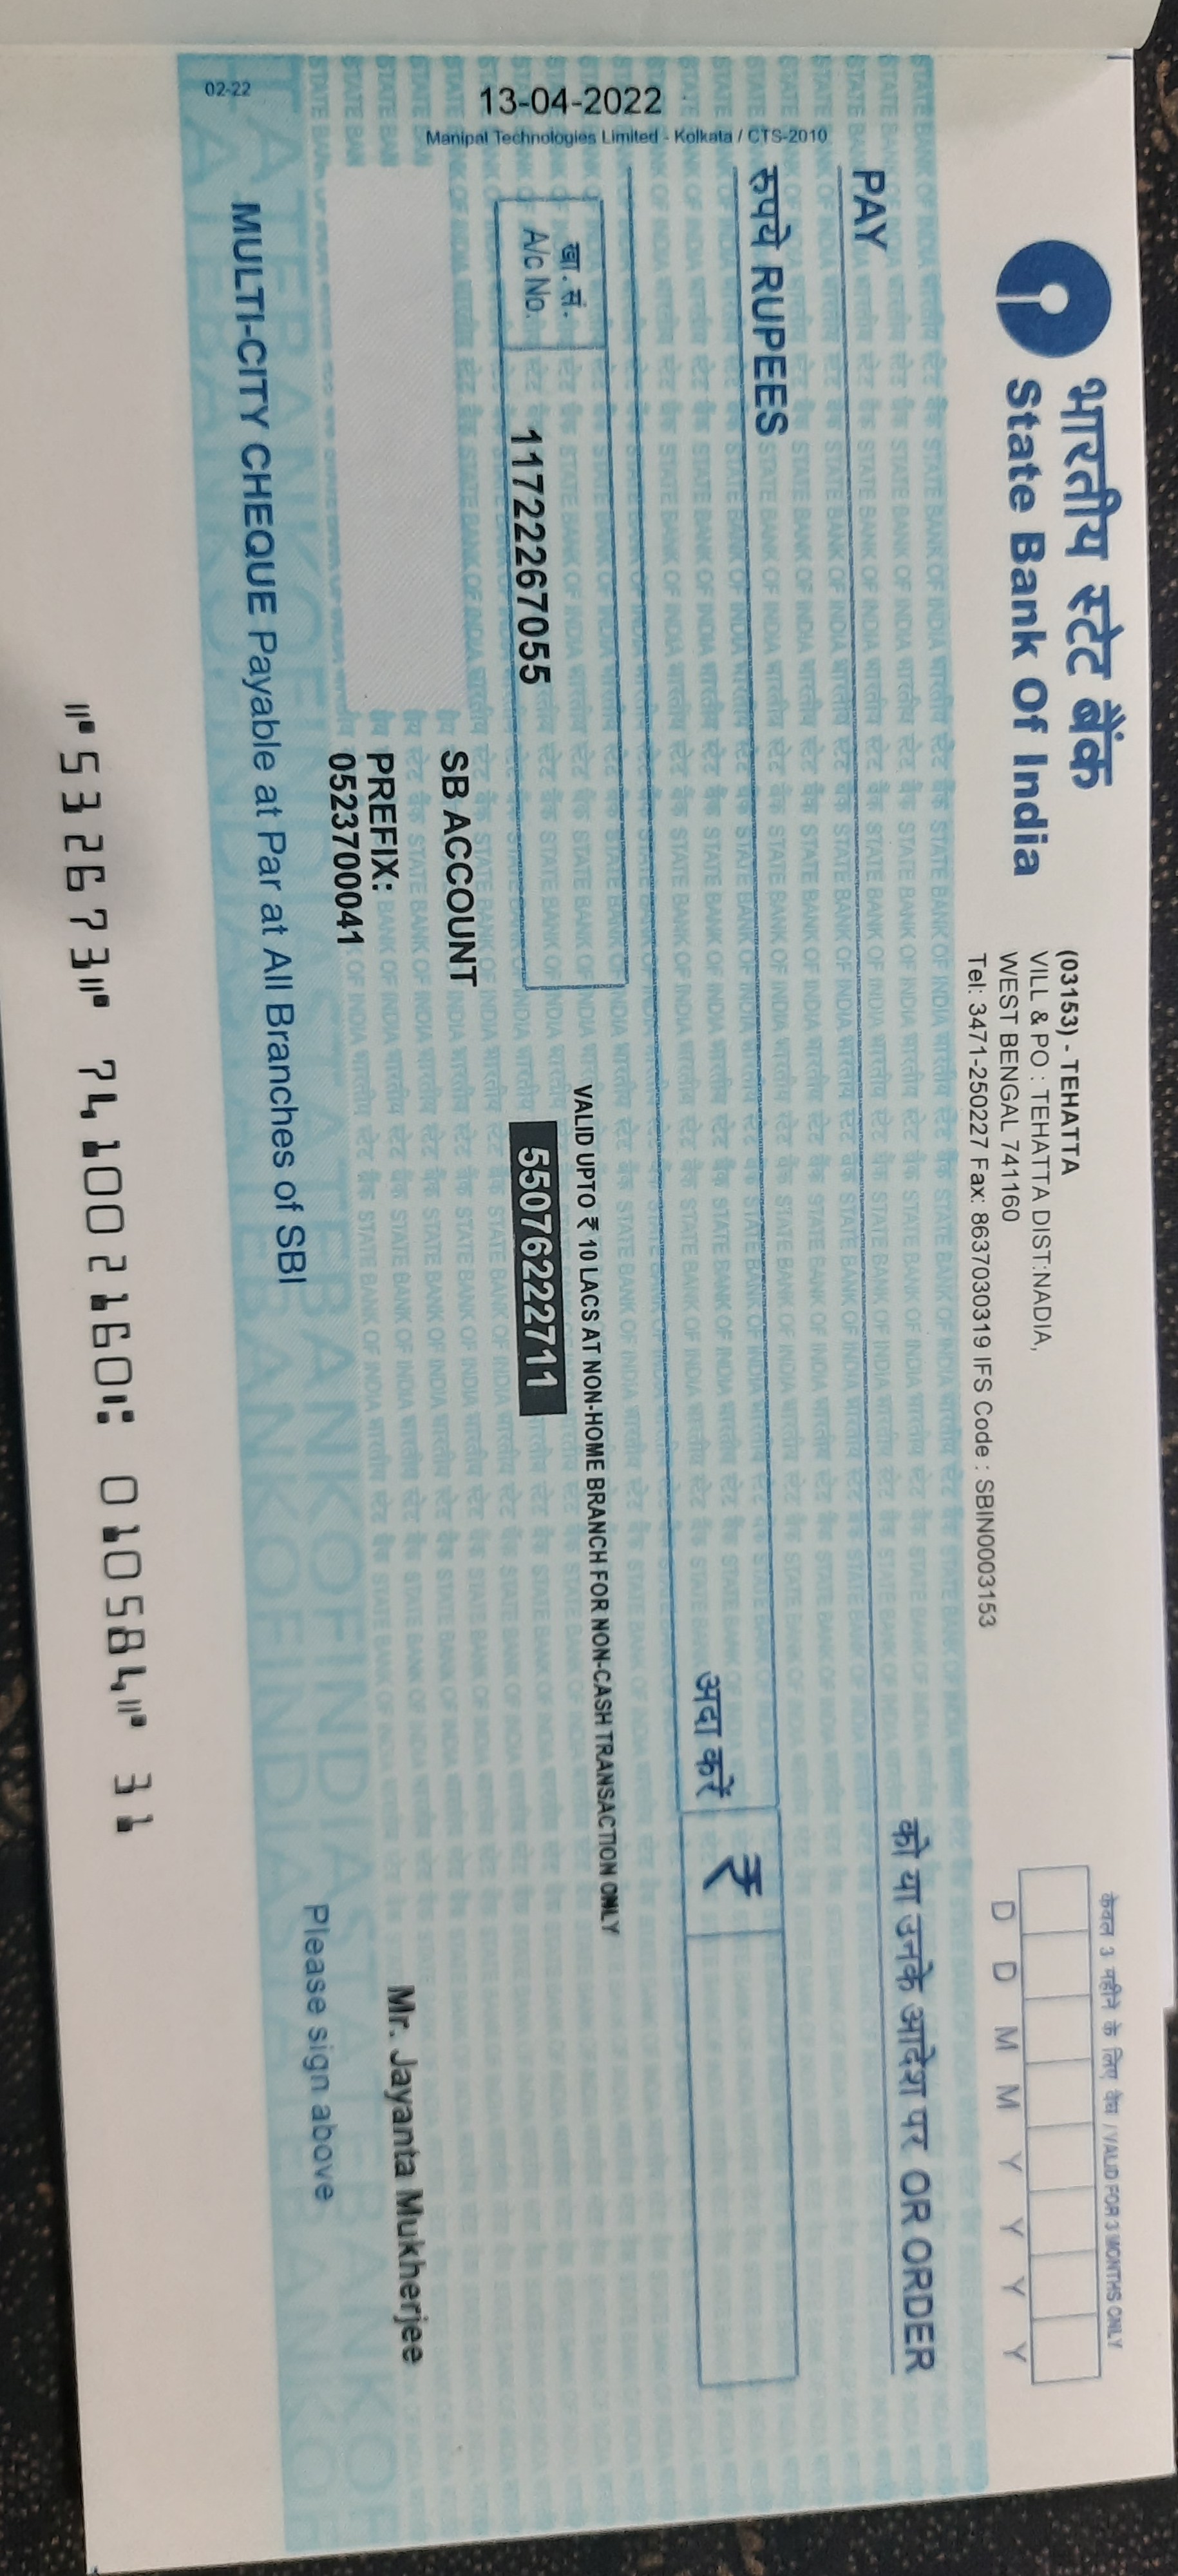 भारतीय स्टेट बैंक
State Bank Of India
(03153) - TEHATTA
VILL & PO : TEHATTA DIST:NADIA,
WEST BENGAL 741160
Tel: 3471-250227 Fax: 8637030319 IFS Code : SBIN0003153
केवल 3 महीने के लिए वैध / VALID FOR 3 MONTHS ONLY
D D M M Y Y Y Y
PAY
को या उनके आदेश पर OR ORDER
रुपये RUPEES
अदा करें
₹
खा. सं.
A/c No.
11722267055
VALID UPTO ₹ 10 LACS AT NON-HOME BRANCH FOR NON-CASH TRANSACTION ONLY
55076222711
SB ACCOUNT
PREFIX:
0523700041
Mr. Jayanta Mukherjee
Please sign above
MULTI-CITY CHEQUE Payable at Par at All Branches of SBI
13-04-2022
Manipal Technologies Limited - Kolkata / CTS-2010
02-22
⑈532673⑈ 741002160⑆ 010584⑈ 31